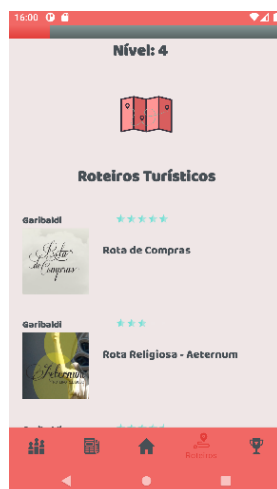 16:00
Nível: 4
Roteiros Turísticos
Garibaldi
Rota de Compras
Rota de Compras
Garibaldi
Aeternum
Rota Religiosa - Aeternum
Garibaldi
Roteiros